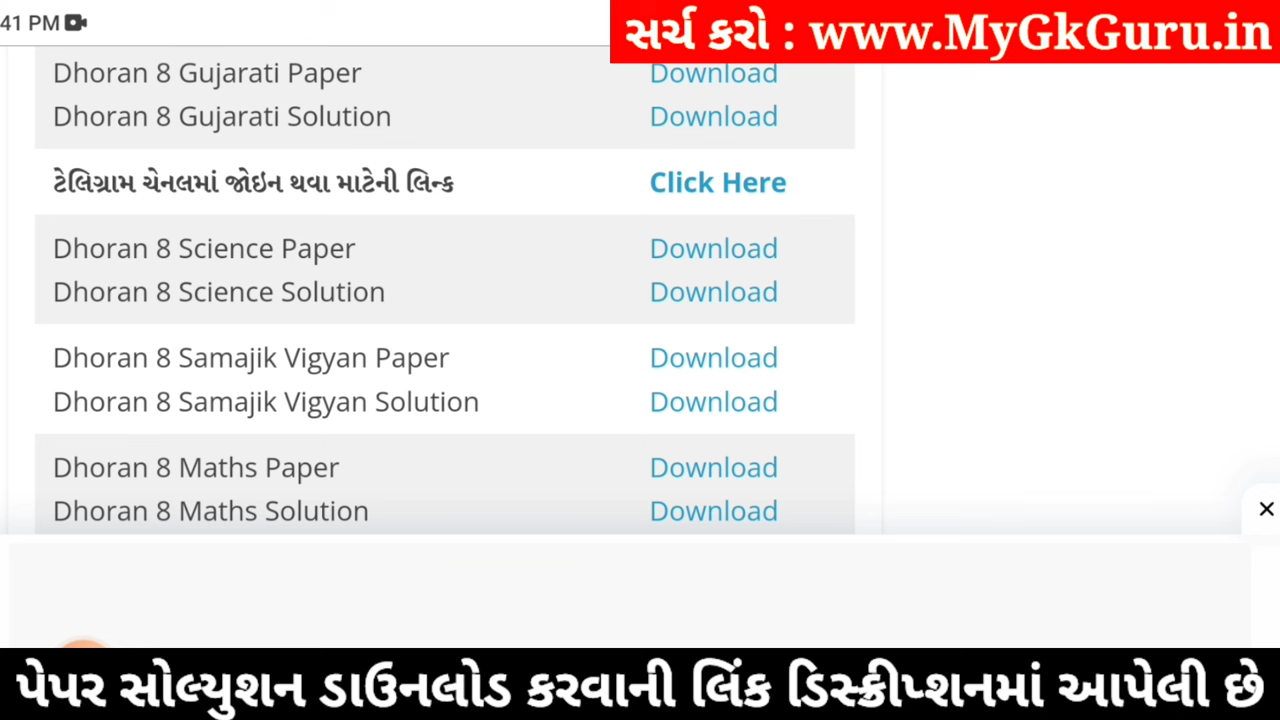 41 PM
સર્ચ કરો : www.MyGkGuru.in
Dhoran 8 Gujarati Paper Download
Dhoran 8 Gujarati Solution Download
ટેલિગ્રામ ચેનલમાં જોઇન થવા માટેની લિન્ક Click Here
Dhoran 8 Science Paper Download
Dhoran 8 Science Solution Download
Dhoran 8 Samajik Vigyan Paper Download
Dhoran 8 Samajik Vigyan Solution Download
Dhoran 8 Maths Paper Download
Dhoran 8 Maths Solution Download
પેપર સોલ્યુશન ડાઉનલોડ કરવાની લિંક ડિસ્ક્રીપ્શનમાં આપેલી છે